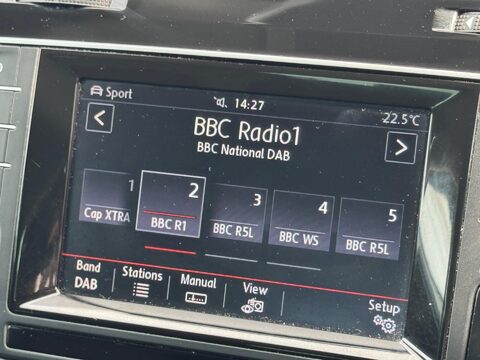 Sport 14:27 22.5°C
< BBC Radio1 >
BBC National DAB
1 2 3 4 5
Cap XTRA BBC R1 BBC R5L BBC WS BBC R5L
Band Stations Manual View Setup
DAB